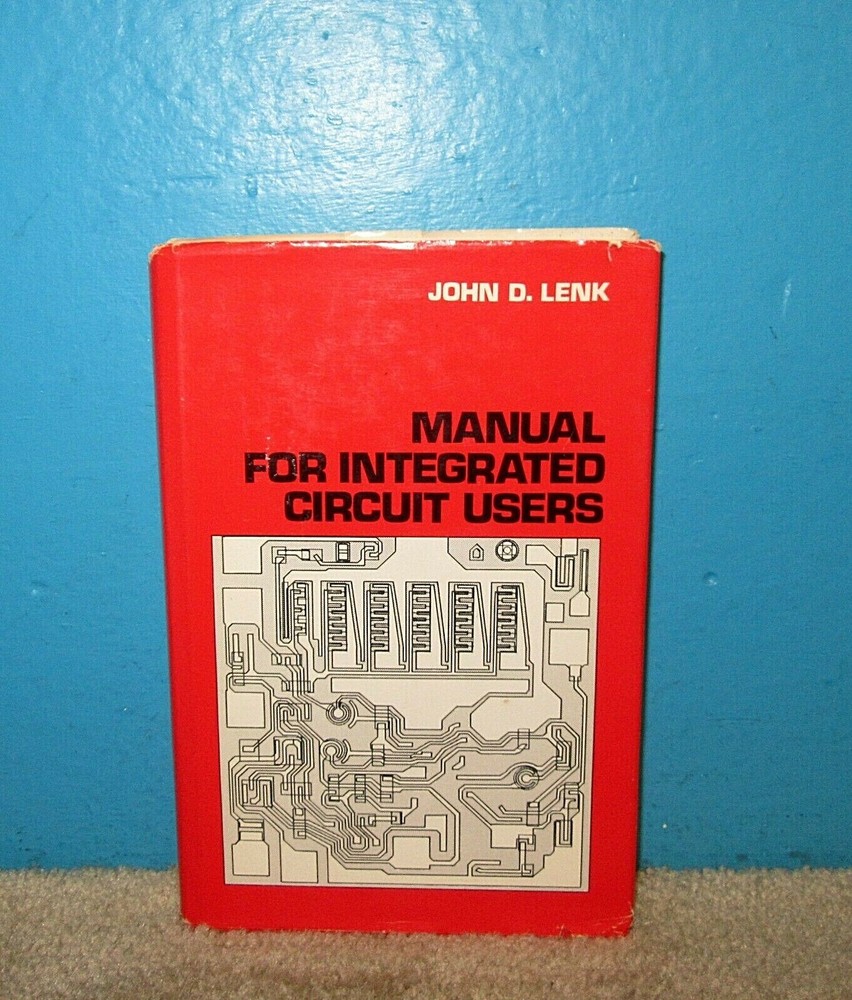 JOHN D. LENK
MANUAL
FOR INTEGRATED
CIRCUIT USERS